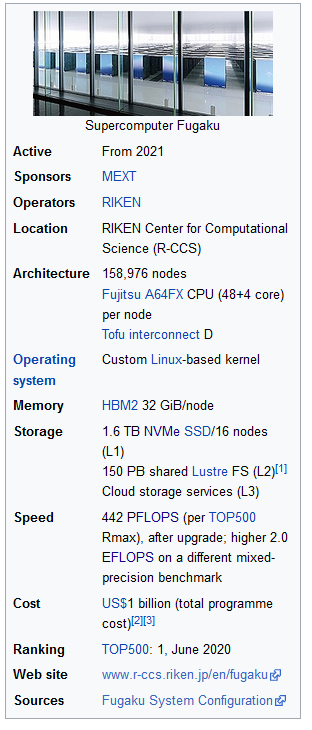 Supercomputer Fugaku
Active From 2021
Sponsors MEXT
Operators RIKEN
Location RIKEN Center for Computational
Science (R-CCS)
Architecture 158,976 nodes
Fujitsu A64FX CPU (48+4 core)
per node
Tofu interconnect D
Operating Custom Linux-based kernel
system
Memory HBM2 32 GiB/node
Storage 1.6 TB NVMe SSD/16 nodes
(L1)
150 PB shared Lustre FS (L2)[1]
Cloud storage services (L3)
Speed 442 PFLOPS (per TOP500
Rmax), after upgrade; higher 2.0
EFLOPS on a different mixed-
precision benchmark
Cost US$1 billion (total programme
cost)[2][3]
Ranking TOP500: 1, June 2020
Web site www.r-ccs.riken.jp/en/fugaku
Sources Fugaku System Configuration